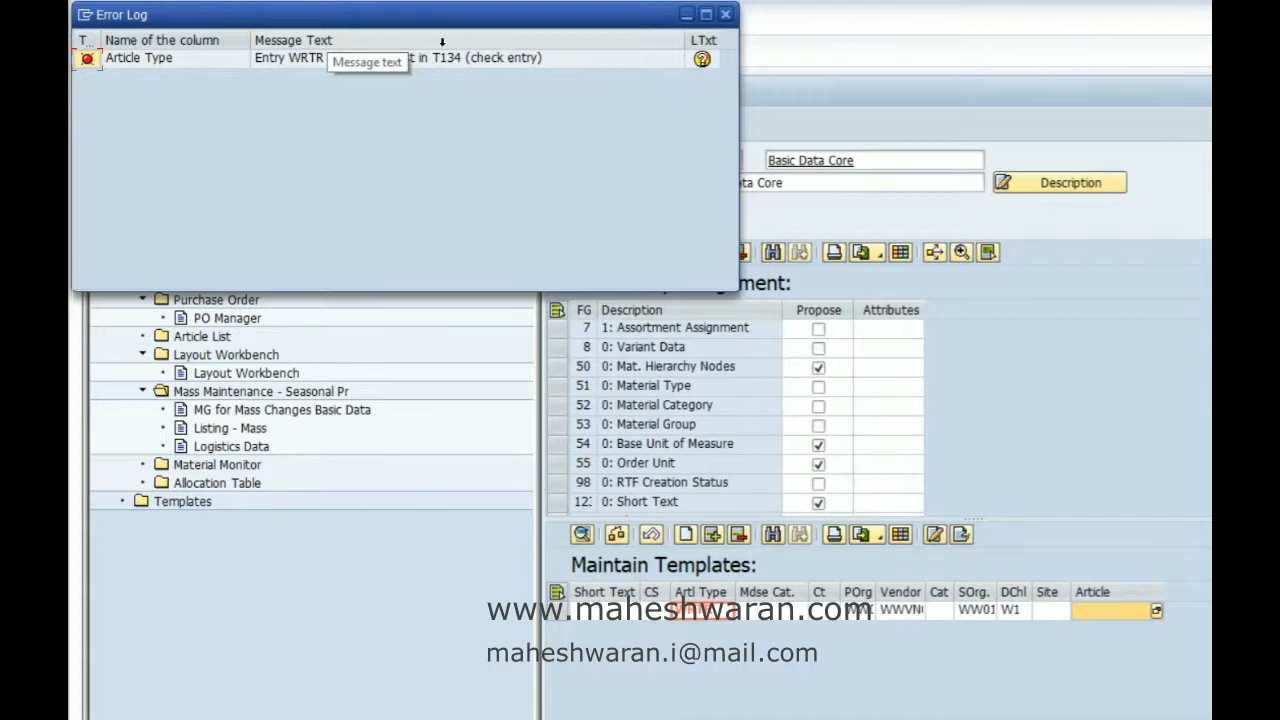 Error Log
T... Name of the column Message Text LTxt
Article Type Entry WRTR t in T134 (check entry)
Message text
Basic Data Core
ta Core Description
ment:
Purchase Order
PO Manager
Article List
Layout Workbench
Layout Workbench
Mass Maintenance - Seasonal Pr
MG for Mass Changes Basic Data
Listing - Mass
Logistics Data
Material Monitor
Allocation Table
Templates
FG Description Propose Attributes
7 1: Assortment Assignment
8 0: Variant Data
50 0: Mat. Hierarchy Nodes
51 0: Material Type
52 0: Material Category
53 0: Material Group
54 0: Base Unit of Measure
55 0: Order Unit
98 0: RTF Creation Status
12: 0: Short Text
Maintain Templates:
Short Text CS Artl Type Mdse Cat. Ct POrg Vendor Cat SOrg. DChl Site Article
WWVN WW01 W1
www.maheshwaran.com
maheshwaran.i@mail.com